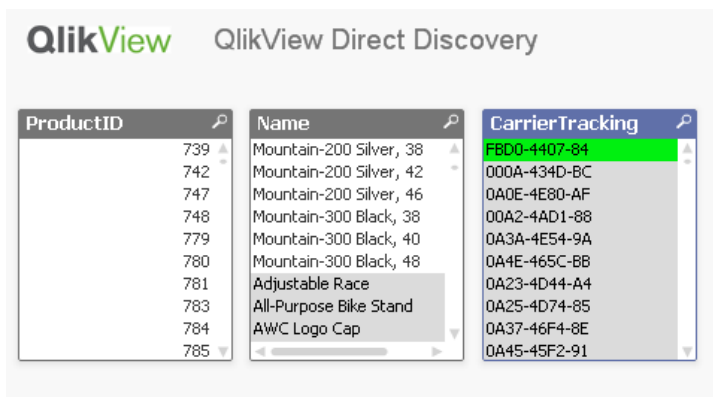 QlikView QlikView Direct Discovery
ProductID
739
742
747
748
779
780
781
783
784
785
Name
Mountain-200 Silver, 38
Mountain-200 Silver, 42
Mountain-200 Silver, 46
Mountain-300 Black, 38
Mountain-300 Black, 40
Mountain-300 Black, 48
Adjustable Race
All-Purpose Bike Stand
AWC Logo Cap
CarrierTracking
FBD0-4407-84
000A-434D-BC
0A0E-4E80-AF
00A2-4AD1-88
0A3A-4E54-9A
0A4E-465C-BB
0A23-4D44-A4
0A25-4D74-85
0A37-46F4-8E
0A45-45F2-91